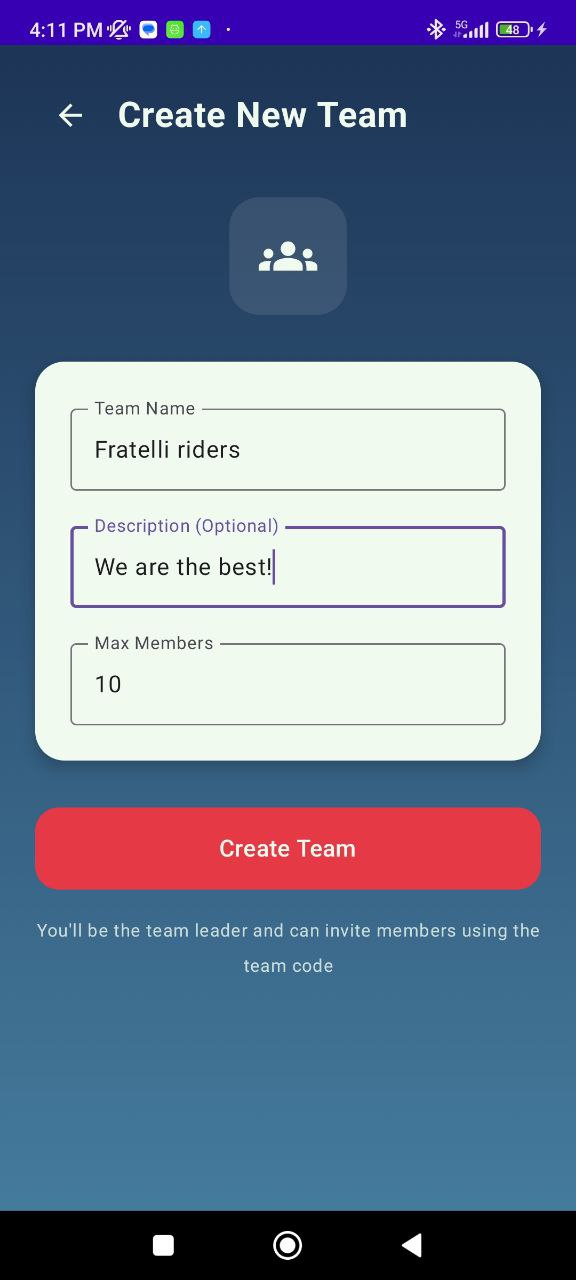 4:11 PM
5G
48
Create New Team
Team Name
Fratelli riders
Description (Optional)
We are the best!
Max Members
10
Create Team
You'll be the team leader and can invite members using the
team code